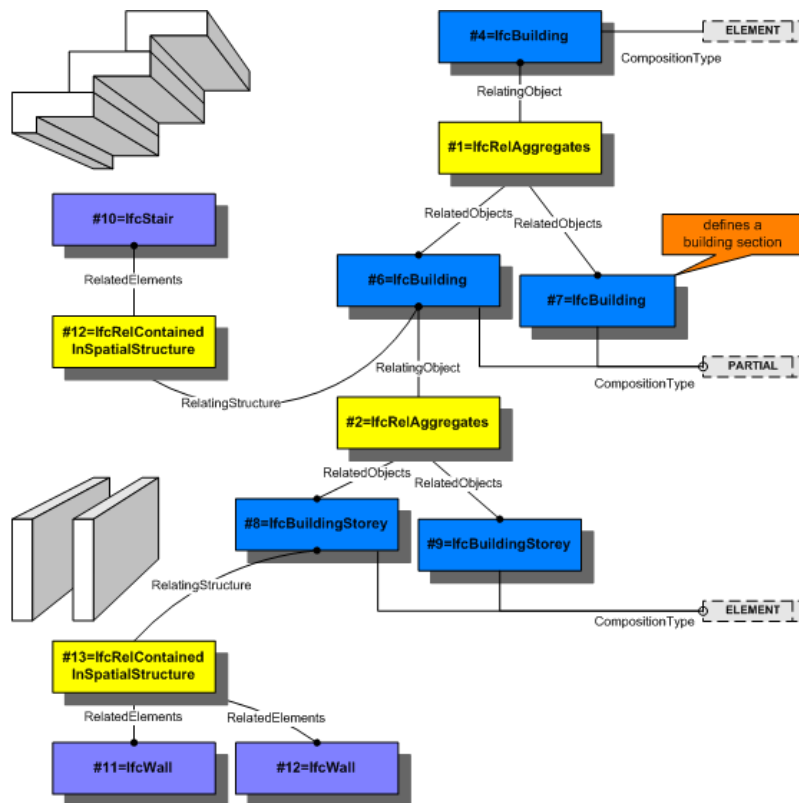 #4=IfcBuilding
ELEMENT
CompositionType
RelatingObject
#1=IfcRelAggregates
#10=IfcStair
RelatedObjects
RelatedObjects
defines a
building section
RelatedElements
#6=IfcBuilding
#7=IfcBuilding
#12=IfcRelContained
InSpatialStructure
RelatingObject
PARTIAL
CompositionType
RelatingStructure
#2=IfcRelAggregates
RelatedObjects
RelatedObjects
#8=IfcBuildingStorey
#9=IfcBuildingStorey
RelatingStructure
ELEMENT
CompositionType
#13=IfcRelContained
InSpatialStructure
RelatedElements
RelatedElements
#11=IfcWall
#12=IfcWall